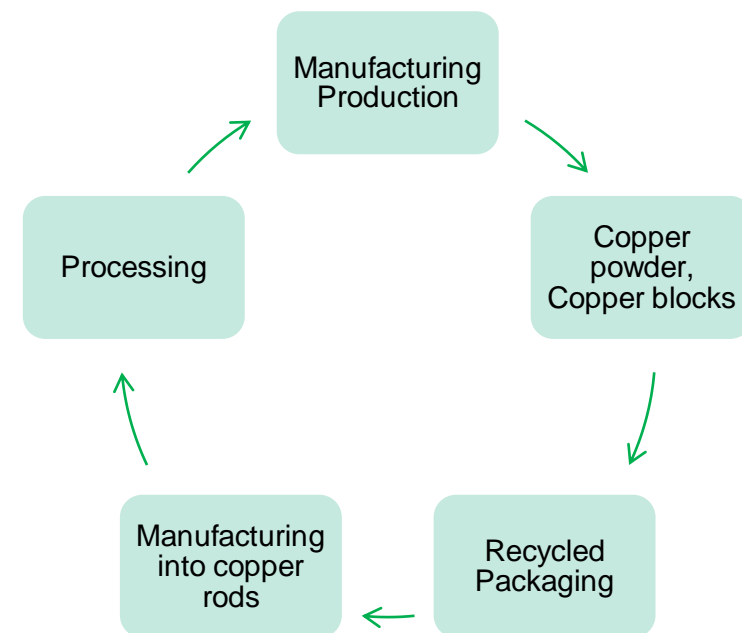 Manufacturing
Production
Copper
powder,
Copper blocks
Recycled
Packaging
Manufacturing
into copper
rods
Processing